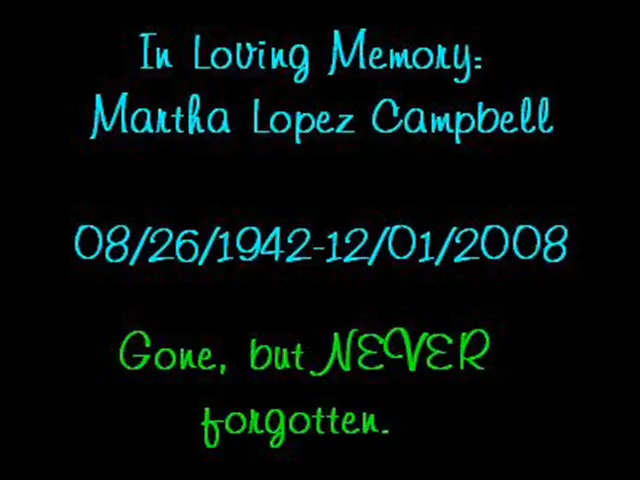 In Loving Memory:
Martha Lopez Campbell
08/26/1942-12/01/2008
Gone, but NEVER
forgotten.